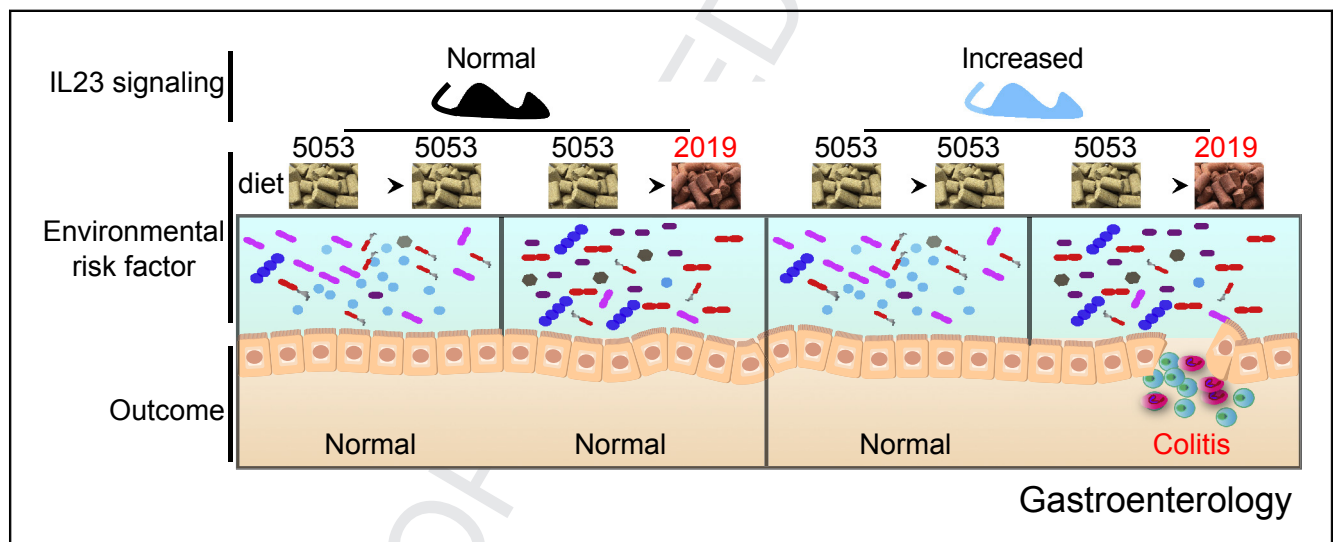 IL23 signaling
Normal
Increased
5053 5053 5053 2019 5053 5053 5053 2019
diet
Environmental
risk factor
Outcome
Normal Normal Normal Colitis
Gastroenterology